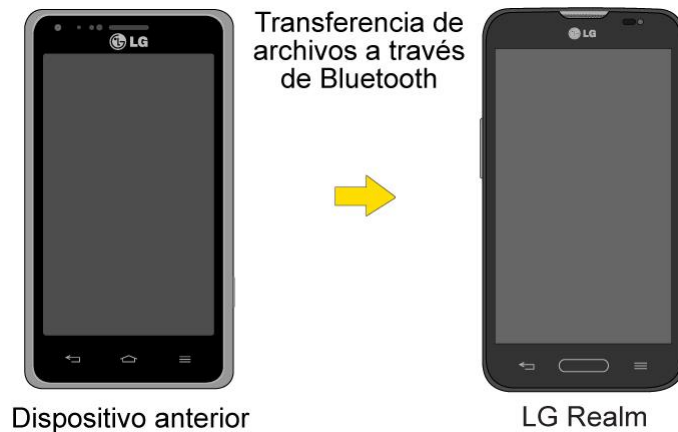 Transferencia de
archivos a través
de Bluetooth
LG
LG
Dispositivo anterior
LG Realm